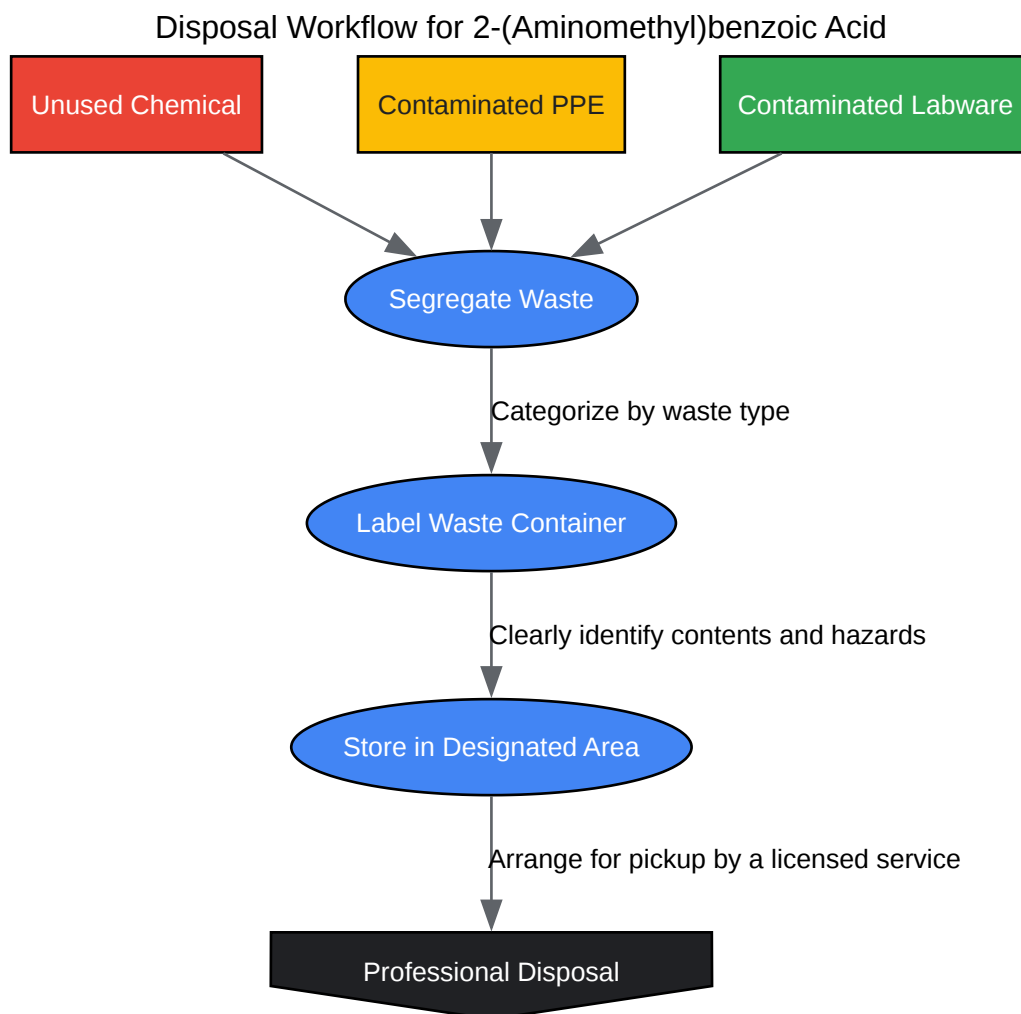 Disposal Workflow for 2-(Aminomethyl)benzoic Acid
Unused Chemical
Contaminated PPE
Contaminated Labware
Segregate Waste
Categorize by waste type
Label Waste Container
Clearly identify contents and hazards
Store in Designated Area
Arrange for pickup by a licensed service
Professional Disposal